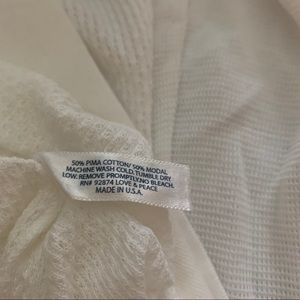 50% PIMA COTTON/ 50% MODAL
MACHINE WASH COLD, TUMBLE DRY
LOW. REMOVE PROMPTLY. NO BLEACH.
RN# 92874 LOVE & PEACE
MADE IN U.S.A.